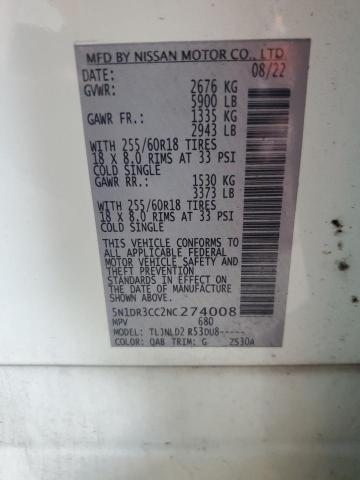 MFD BY NISSAN MOTOR CO., LTD.
DATE: 08/22
GVWR: 2676 KG
5900 LB
GAWR FR.: 1335 KG
2943 LB
WITH 255/60R18 TIRES
18 X 8.0 RIMS AT 33 PSI
COLD SINGLE
GAWR RR.: 1530 KG
3373 LB
WITH 255/60R18 TIRES
18 X 8.0 RIMS AT 33 PSI
COLD SINGLE
THIS VEHICLE CONFORMS TO
ALL APPLICABLE FEDERAL
MOTOR VEHICLE SAFETY AND
THEFT PREVENTION
STANDARDS IN EFFECT ON
THE DATE OF MANUFACTURE
SHOWN ABOVE.
5N1DR3CC2NC274008
MPV 680
MODEL: TLJNLD2 R53DU8-----
COLOR: QAB TRIM: G Z530A